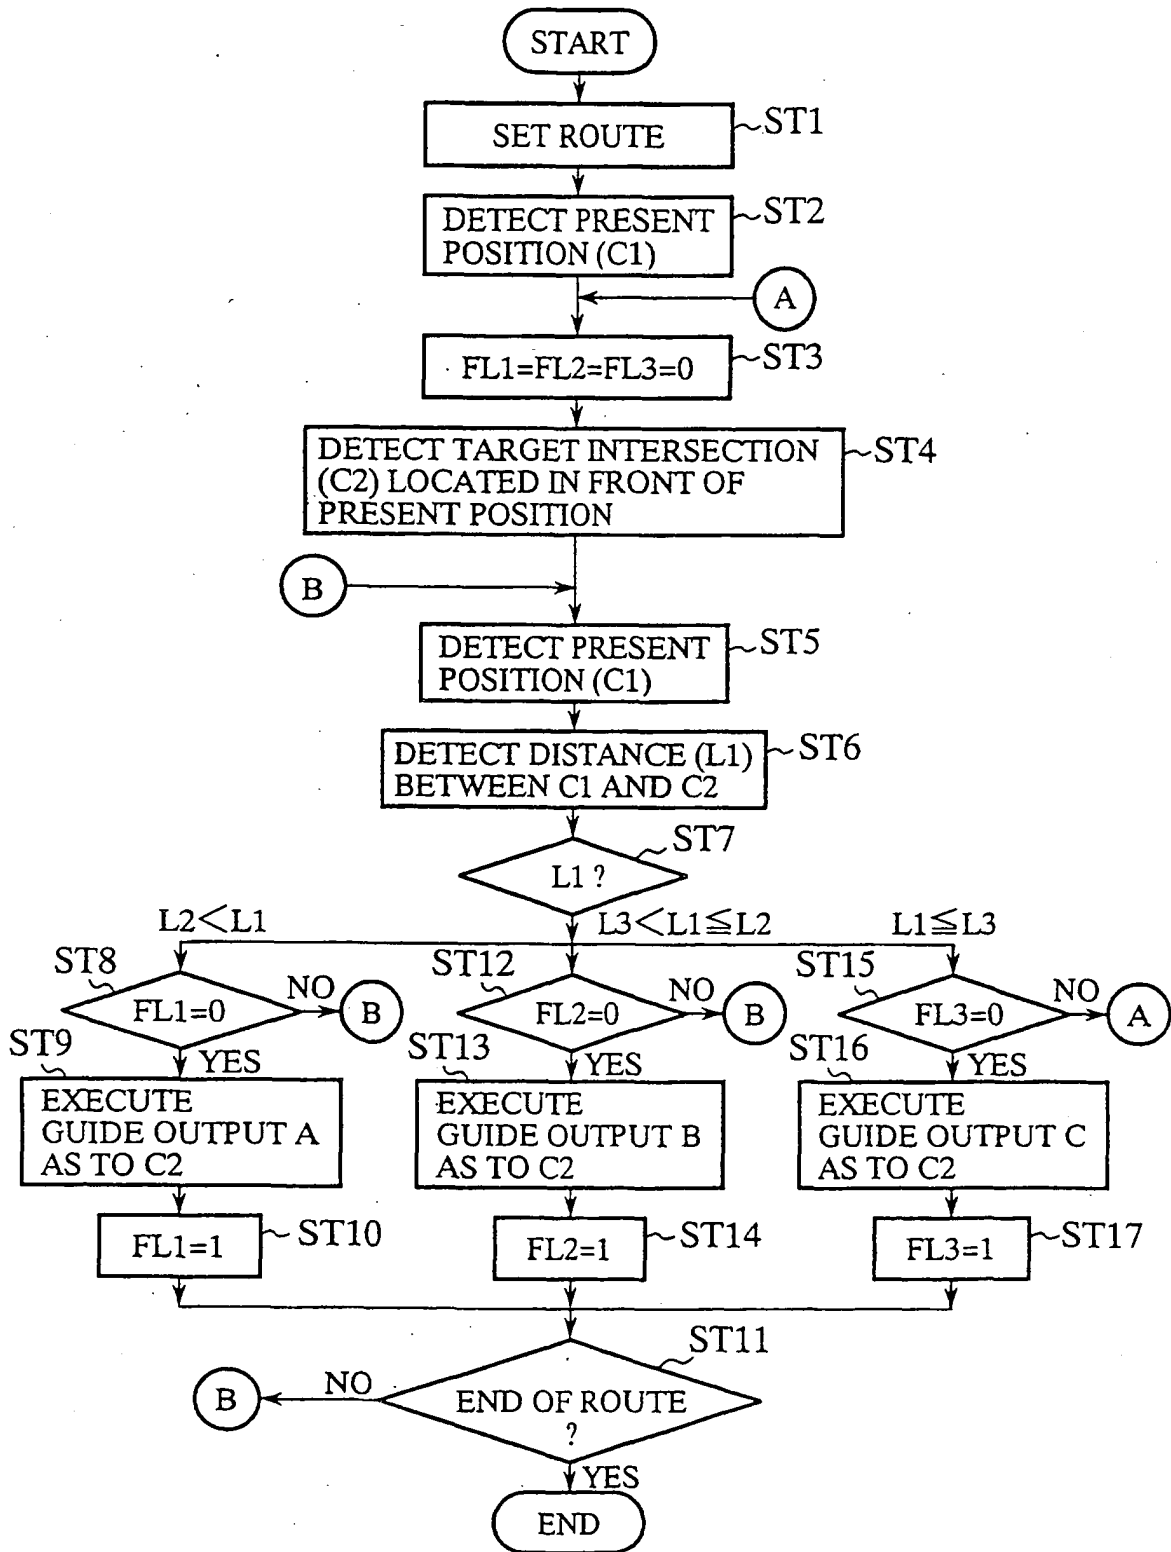 START
SET ROUTE
ST1
DETECT PRESENT
POSITION (C1)
ST2
A
FL1=FL2=FL3=0
ST3
DETECT TARGET INTERSECTION
(C2) LOCATED IN FRONT OF
PRESENT POSITION
ST4
B
DETECT PRESENT
POSITION (C1)
ST5
DETECT DISTANCE (L1)
BETWEEN C1 AND C2
ST6
L1 ?
ST7
L2<L1
L3<L1≦L2
L1≦L3
ST8
FL1=0
NO
B
ST12
FL2=0
NO
B
ST15
FL3=0
NO
A
ST9
YES
EXECUTE
GUIDE OUTPUT A
AS TO C2
ST13
YES
EXECUTE
GUIDE OUTPUT B
AS TO C2
ST16
YES
EXECUTE
GUIDE OUTPUT C
AS TO C2
FL1=1
ST10
FL2=1
ST14
FL3=1
ST17
ST11
END OF ROUTE
?
NO
B
YES
END